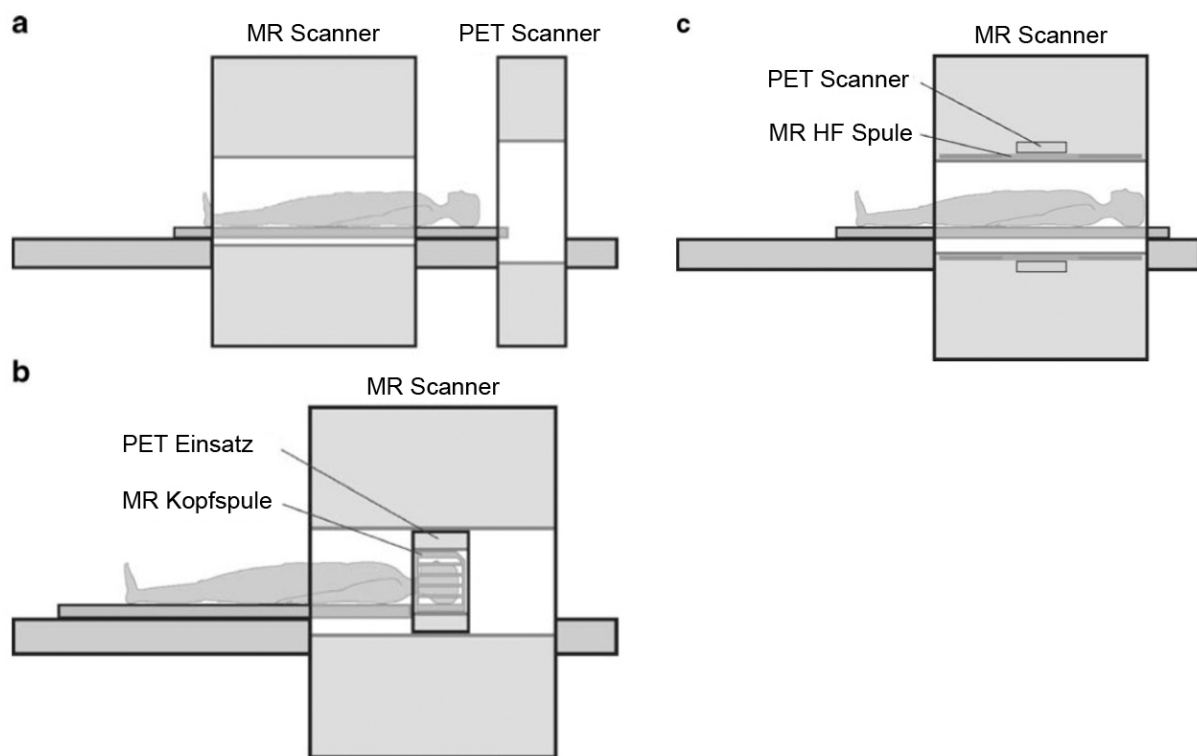 a
MR Scanner
PET Scanner
b
MR Scanner
PET Einsatz
MR Kopfspule
c
MR Scanner
PET Scanner
MR HF Spule